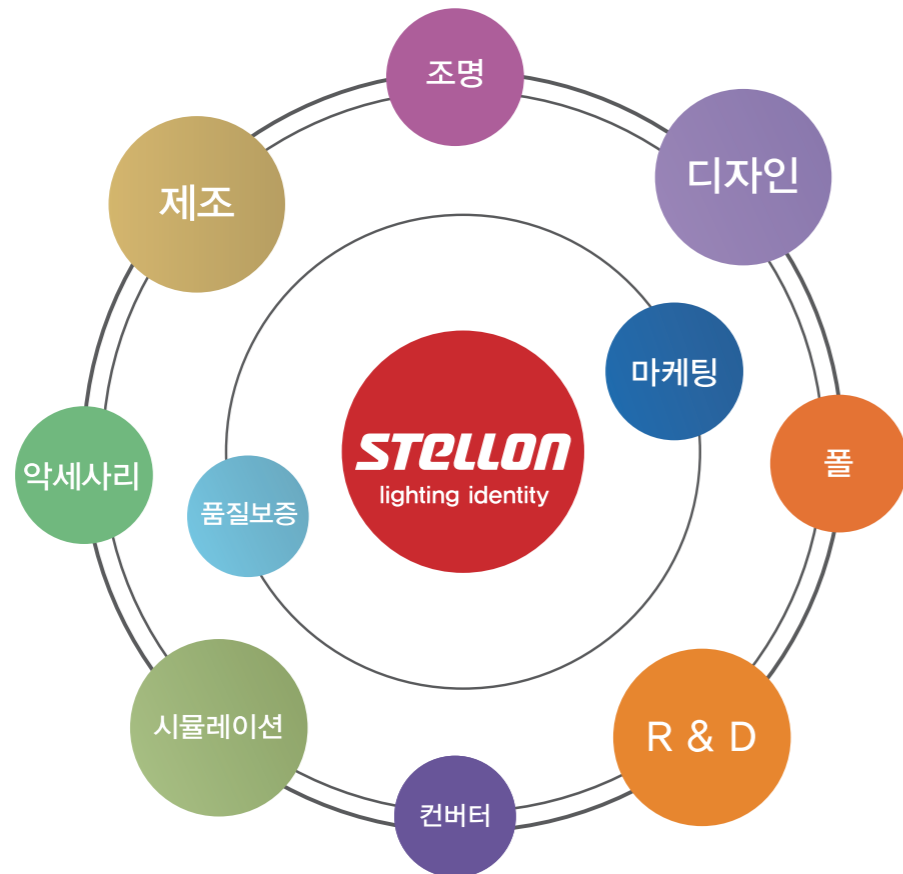 조명
디자인
제조
마케팅
STELLON
lighting identity
폴
악세사리
품질보증
시뮬레이션
R & D
컨버터